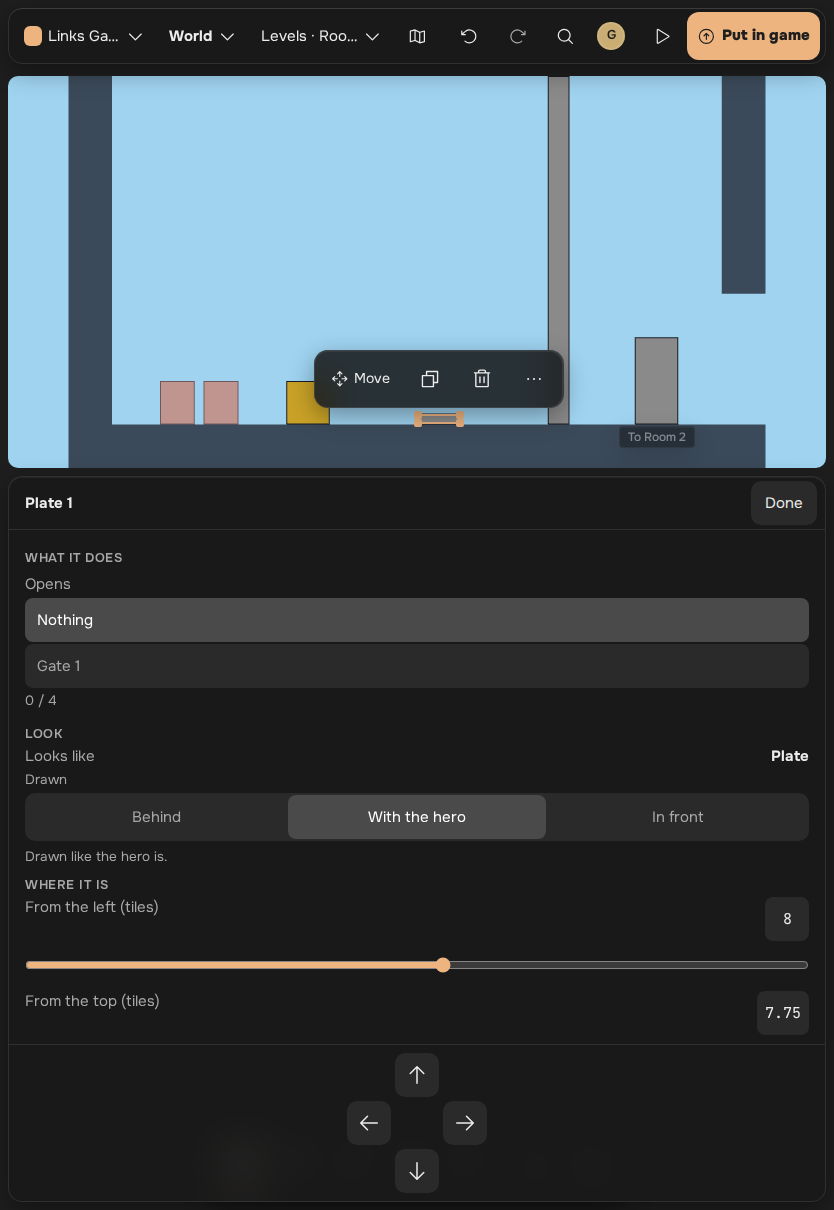 Links Ga...
World
Levels · Roo...
G
Put in game
Move
To Room 2
Plate 1
Done
WHAT IT DOES
Opens
Nothing
Gate 1
0 / 4
LOOK
Looks like
Plate
Drawn
Behind
With the hero
In front
Drawn like the hero is.
WHERE IT IS
From the left (tiles)
8
From the top (tiles)
7.75